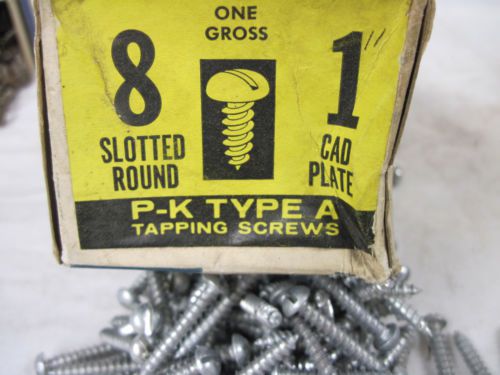 ONE
GROSS
8
SLOTTED
ROUND
1"
CAD
PLATE
P-K TYPE A
TAPPING SCREWS